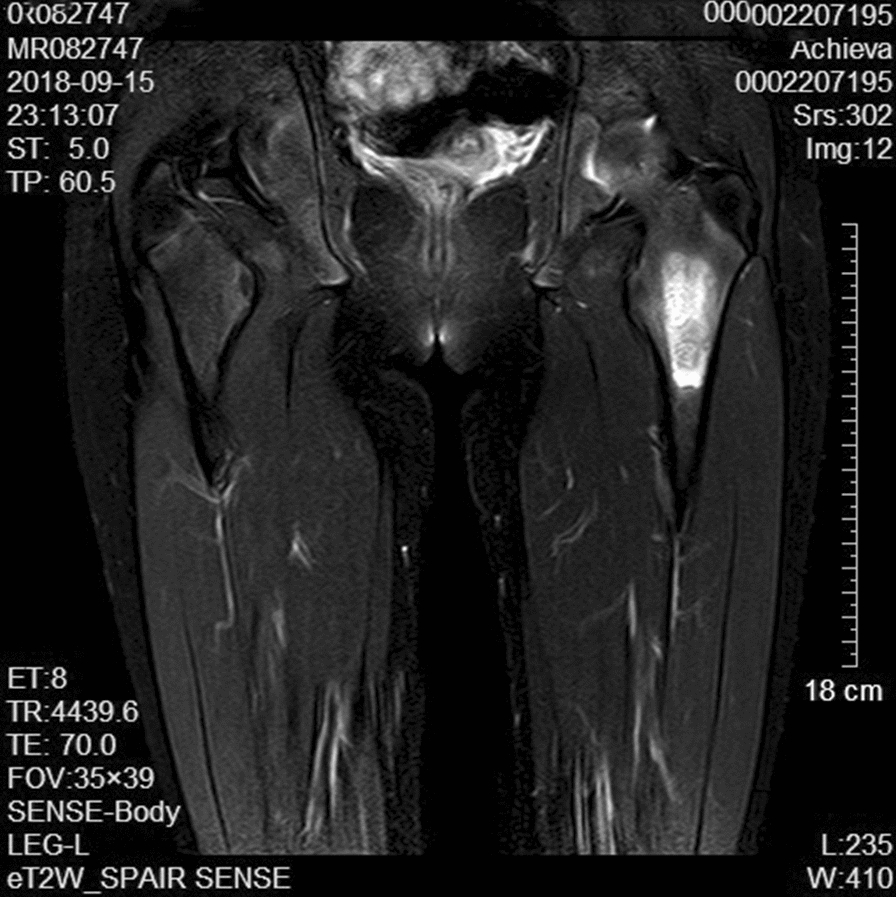 0R082747
MR082747
2018-09-15
23:13:07
ST: 5.0
TP: 60.5
000002207195
Achieva
0002207195
Srs:302
Img:12
18 cm
ET:8
TR:4439.6
TE: 70.0
FOV:35×39
SENSE-Body
LEG-L
eT2W_SPAIR SENSE
L:235
W:410